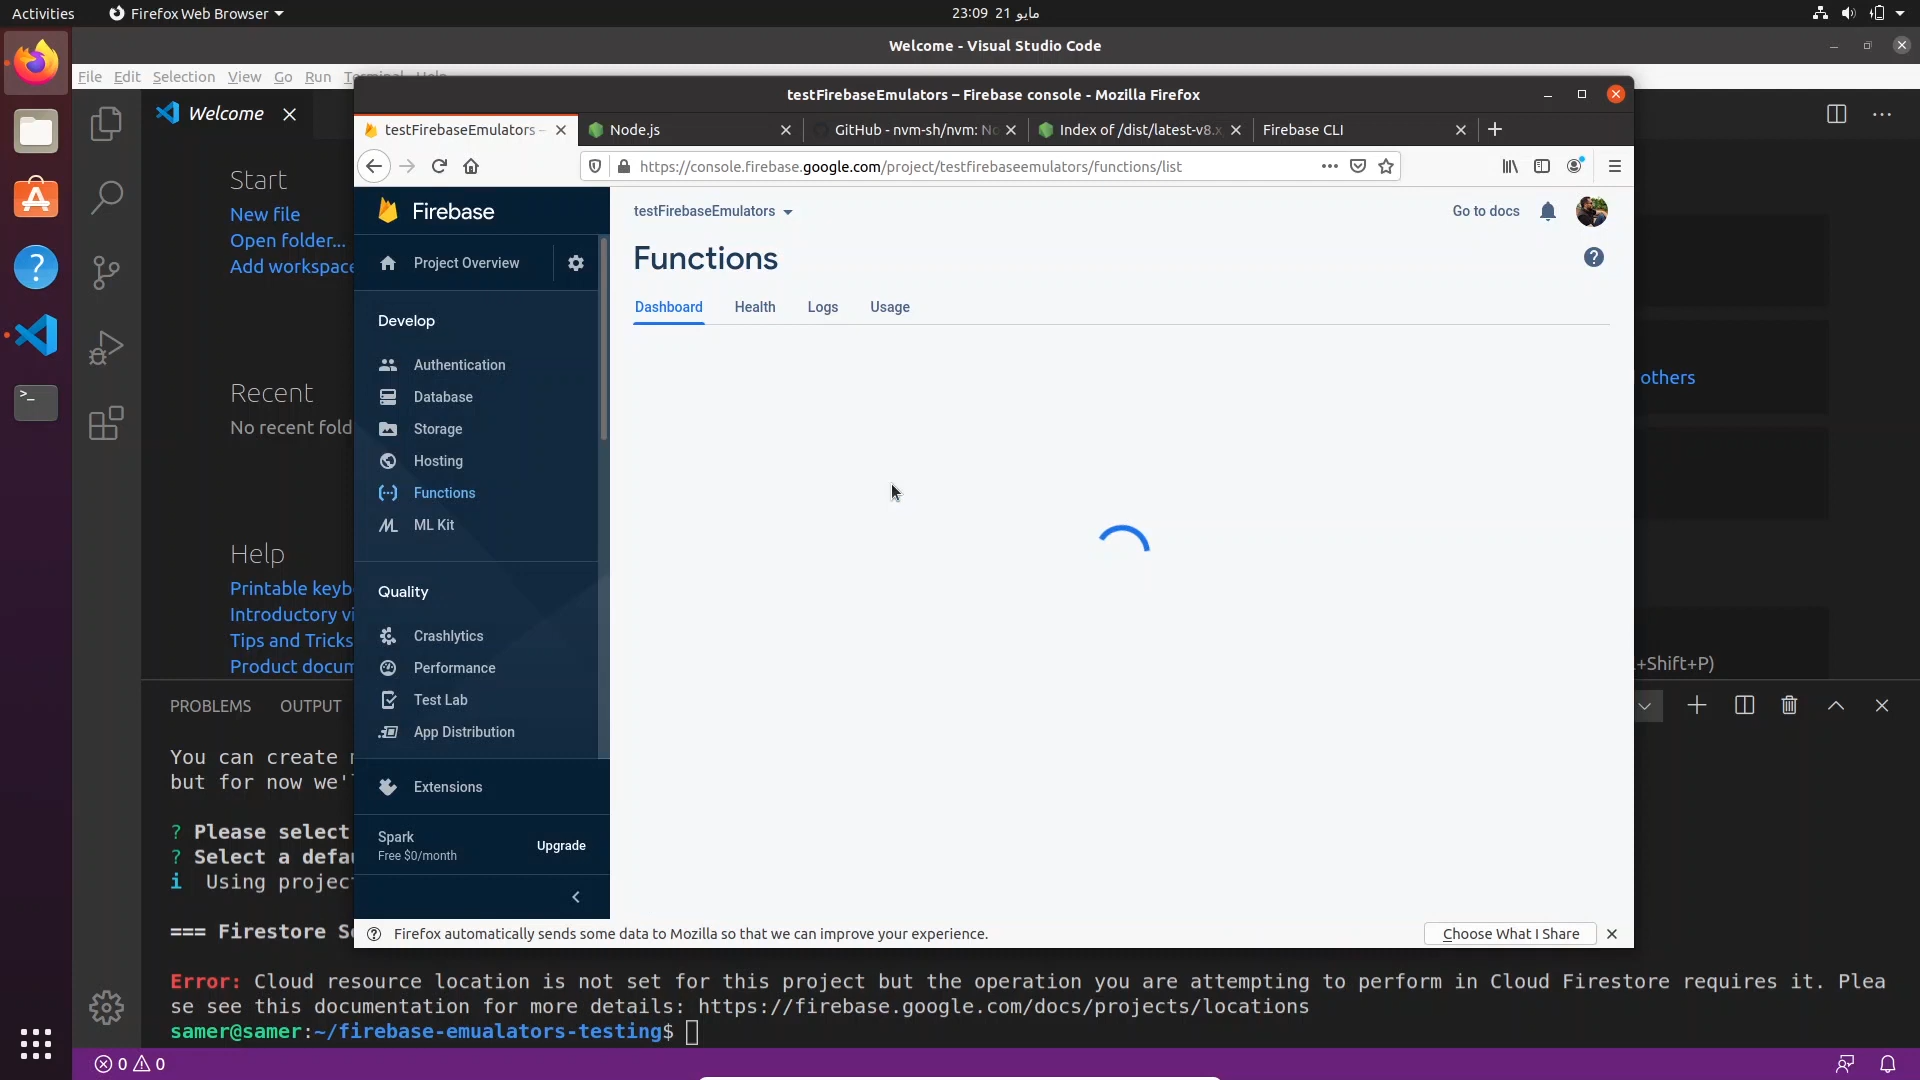 Activities
Firefox Web Browser
23:09 21 مايو
Welcome - Visual Studio Code
File Edit Selection View Go Run Terminal Help
Welcome
Start
New file
Open folder...
Add workspace
Recent
No recent fold
Help
Printable keyb
Introductory vi
Tips and Tricks
Product docum
others
+Shift+P)
testFirebaseEmulators – Firebase console - Mozilla Firefox
testFirebaseEmulators –
Node.js
GitHub - nvm-sh/nvm: No
Index of /dist/latest-v8.x
Firebase CLI
https://console.firebase.google.com/project/testfirebaseemulators/functions/list
Firebase
Project Overview
Develop
Authentication
Database
Storage
Hosting
Functions
ML Kit
Quality
Crashlytics
Performance
Test Lab
App Distribution
Extensions
Spark
Free $0/month
Upgrade
testFirebaseEmulators
Go to docs
Functions
Dashboard Health Logs Usage
Firefox automatically sends some data to Mozilla so that we can improve your experience.
Choose What I Share
PROBLEMS OUTPUT
You can create
but for now we'
? Please select
? Select a defau
i Using project
=== Firestore S
Error: Cloud resource location is not set for this project but the operation you are attempting to perform in Cloud Firestore requires it. Plea
se see this documentation for more details: https://firebase.google.com/docs/projects/locations
samer@samer:~/firebase-emualators-testing$
0 0